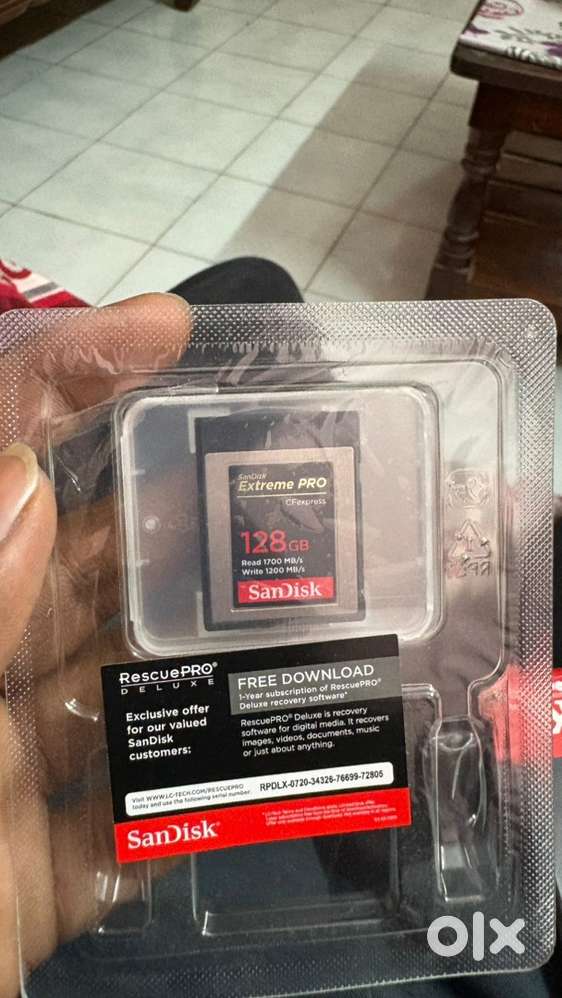 SanDisk
Extreme PRO
CFexpress
128GB
Read 1700 MB/s
Write 1200 MB/s
SanDisk
RescuePRO®
DELUXE
Exclusive offer
for our valued
SanDisk
customers:
FREE DOWNLOAD
1-Year subscription of RescuePRO®
Deluxe recovery software*
RescuePRO® Deluxe is recovery
software for digital media. It recovers
images, videos, documents, music
or just about anything.
Visit WWW.LC-TECH.COM/RESCUEPRO
today and use the following serial number:
RPDLX-0720-34326-76699-72805
SanDisk®
olx